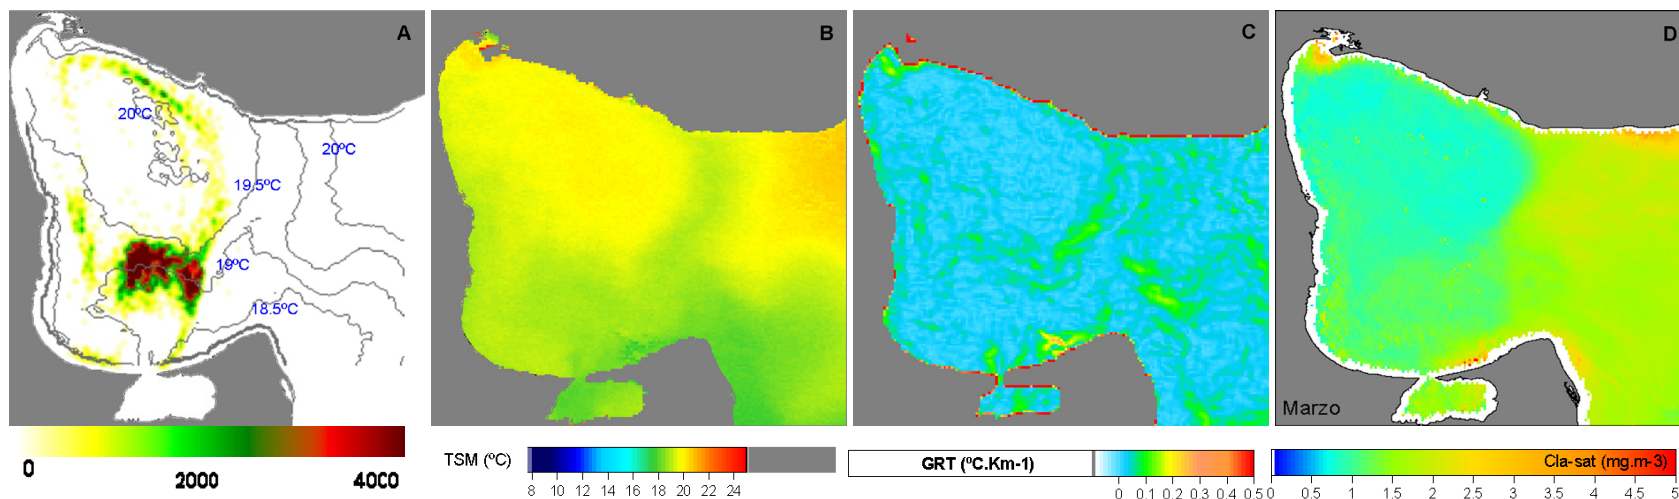 A
B
C
D
20ºC
20ºC
19.5ºC
19ºC
18.5ºC
Marzo
0
2000
4000
TSM (ºC)
8 10 12 14 16 18 20 22 24
GRT (ºC.Km-1)
0 0.1 0.2 0.3 0.4 0.5
Cla-sat (mg.m-3)
0 0.5 1 1.5 2 2.5 3 3.5 4 4.5 5